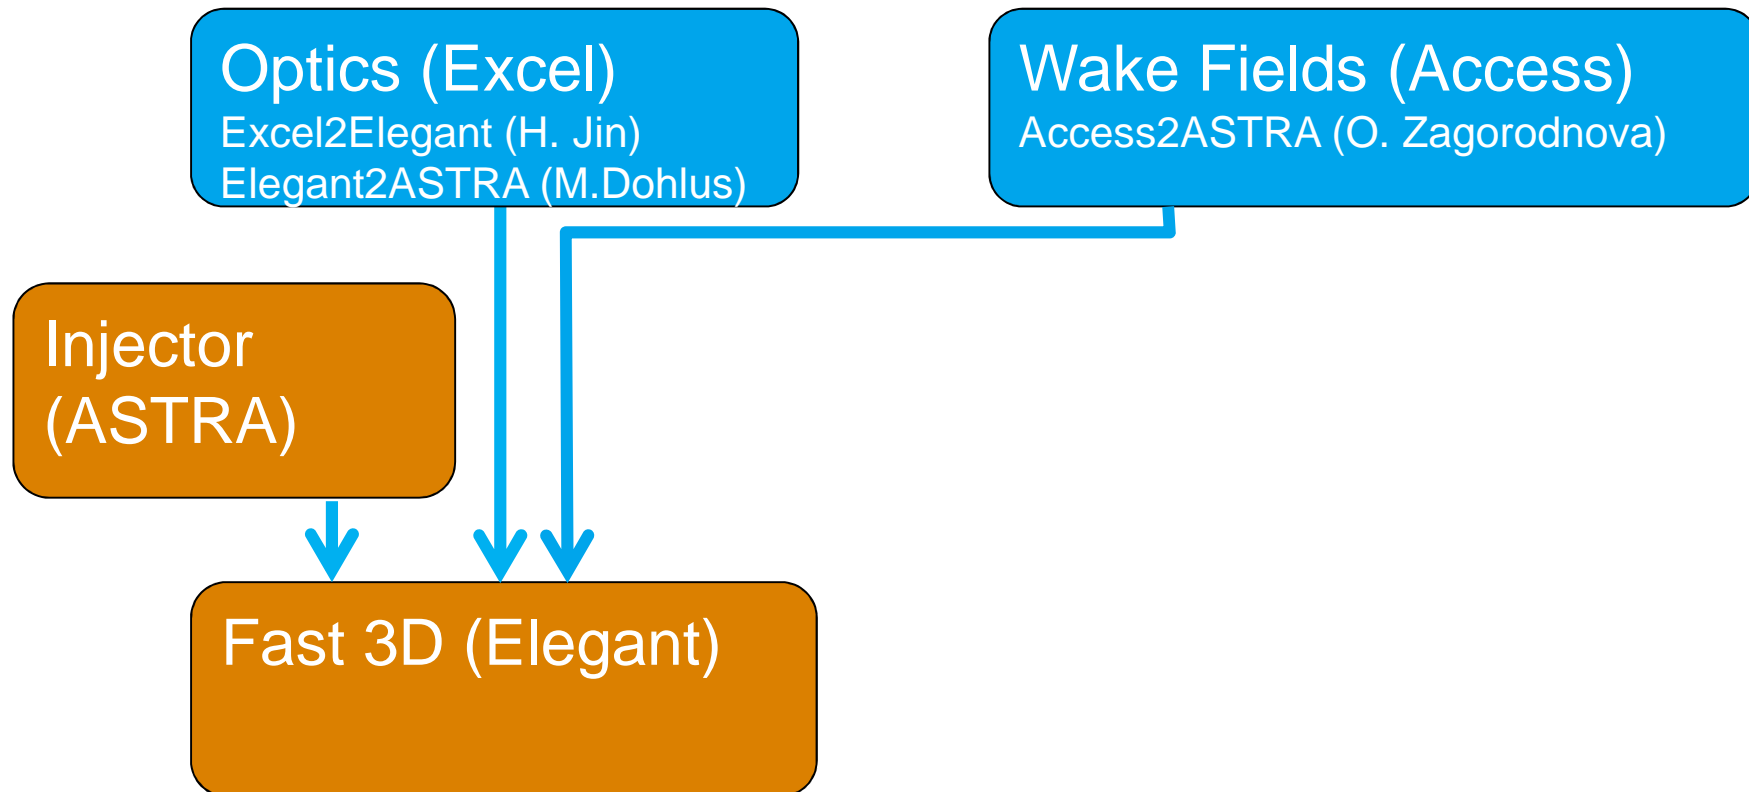 Optics (Excel)
Excel2Elegant (H. Jin)
Elegant2ASTRA (M.Dohlus)
Wake Fields (Access)
Access2ASTRA (O. Zagorodnova)
Injector
(ASTRA)
Fast 3D (Elegant)